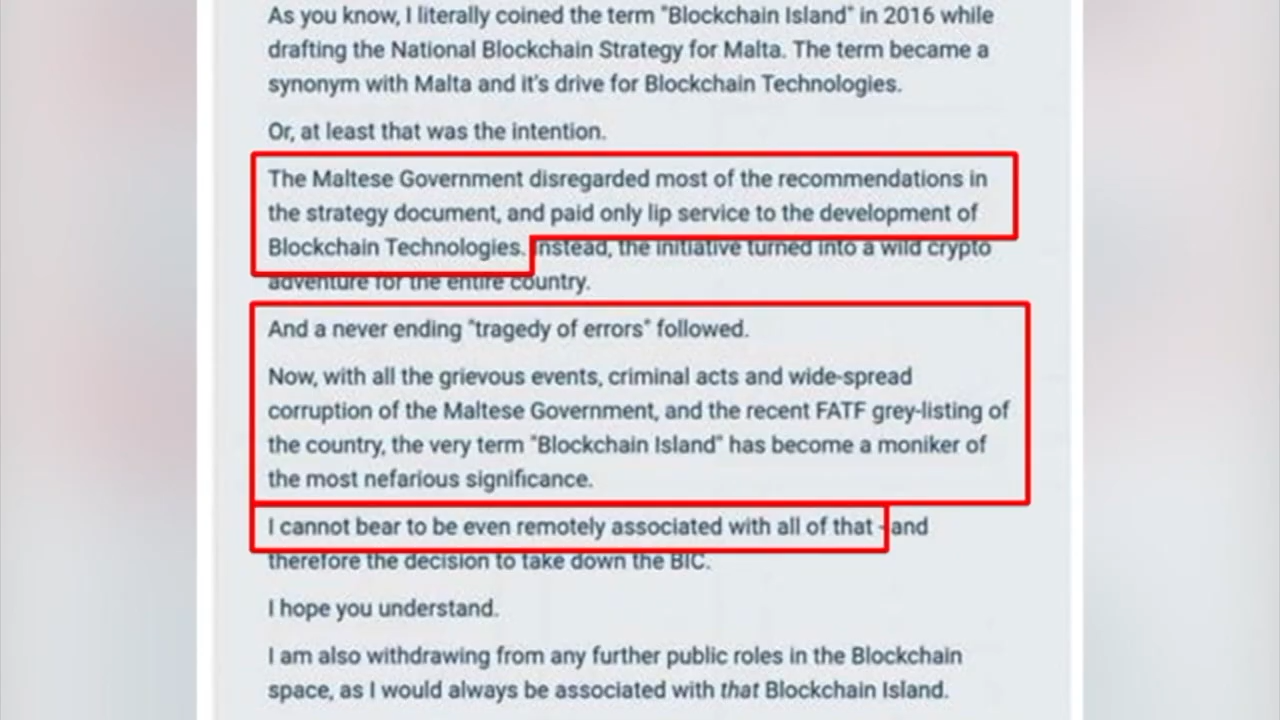 As you know, I literally coined the term "Blockchain Island" in 2016 while
drafting the National Blockchain Strategy for Malta. The term became a
synonym with Malta and it's drive for Blockchain Technologies.
Or, at least that was the intention.
The Maltese Government disregarded most of the recommendations in
the strategy document, and paid only lip service to the development of
Blockchain Technologies. Instead, the initiative turned into a wild crypto
adventure for the entire country.
And a never ending "tragedy of errors" followed.
Now, with all the grievous events, criminal acts and wide-spread
corruption of the Maltese Government, and the recent FATF grey-listing of
the country, the very term "Blockchain Island" has become a moniker of
the most nefarious significance.
I cannot bear to be even remotely associated with all of that - and
therefore the decision to take down the BIC.
I hope you understand.
I am also withdrawing from any further public roles in the Blockchain
space, as I would always be associated with that Blockchain Island.